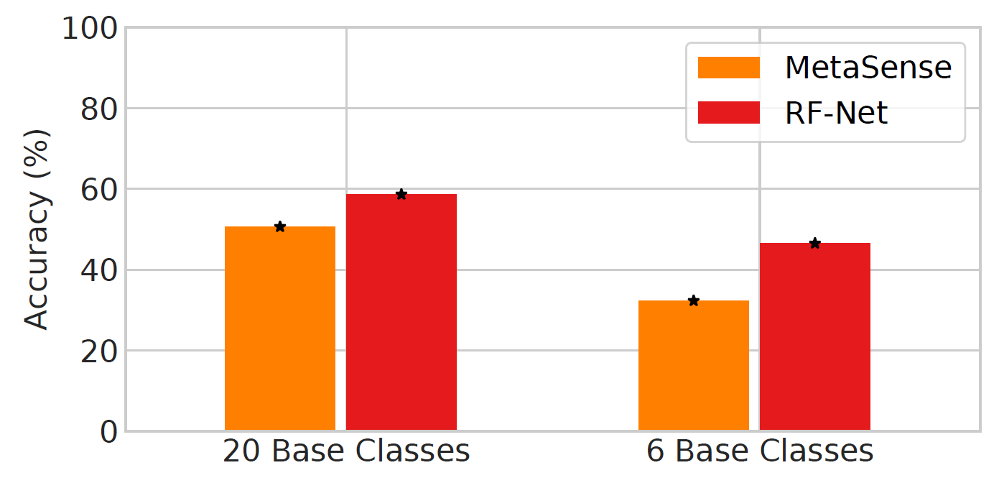 100
80
60
40
20
0
Accuracy (%)
MetaSense
RF-Net
20 Base Classes
6 Base Classes